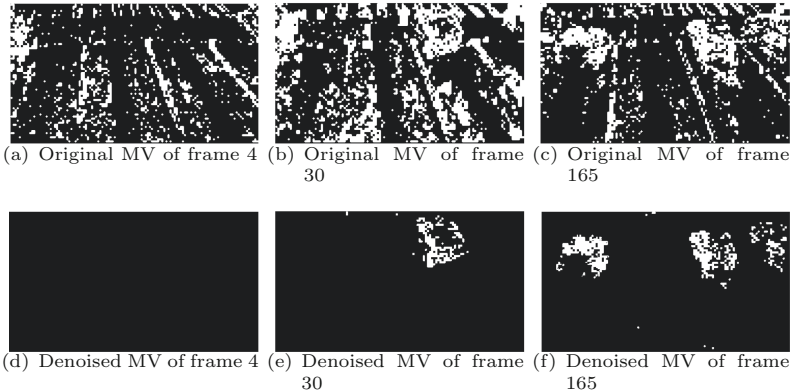 (a) Original MV of frame 4
(b) Original MV of frame 30
(c) Original MV of frame 165
(d) Denoised MV of frame 4
(e) Denoised MV of frame 30
(f) Denoised MV of frame 165